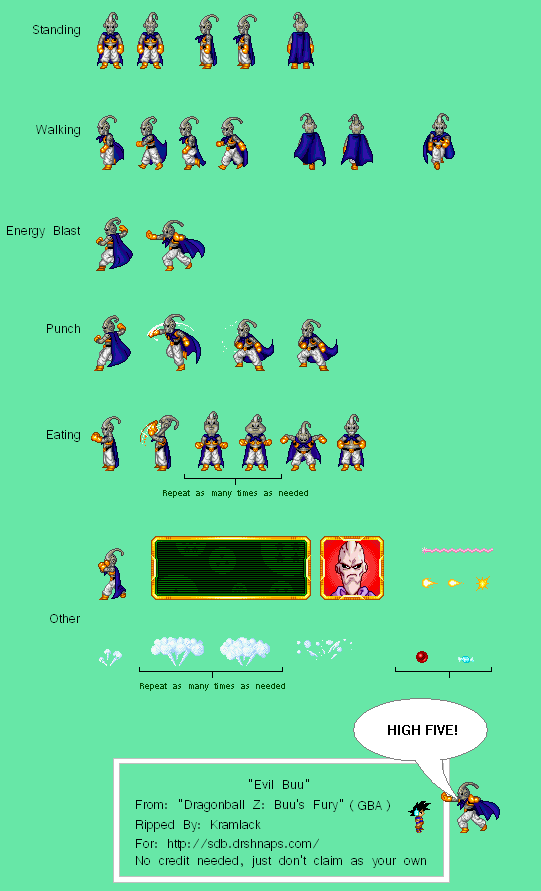 Standing
Walking
Energy Blast
Punch
Eating
Repeat as many times as needed
Other
Repeat as many times as needed
HIGH FIVE!
"Evil Buu"
From: "Dragonball Z: Buu's Fury" (GBA)
Ripped By: Kramlack
For: http://sdb.drshnaps.com/
No credit needed, just don't claim as your own